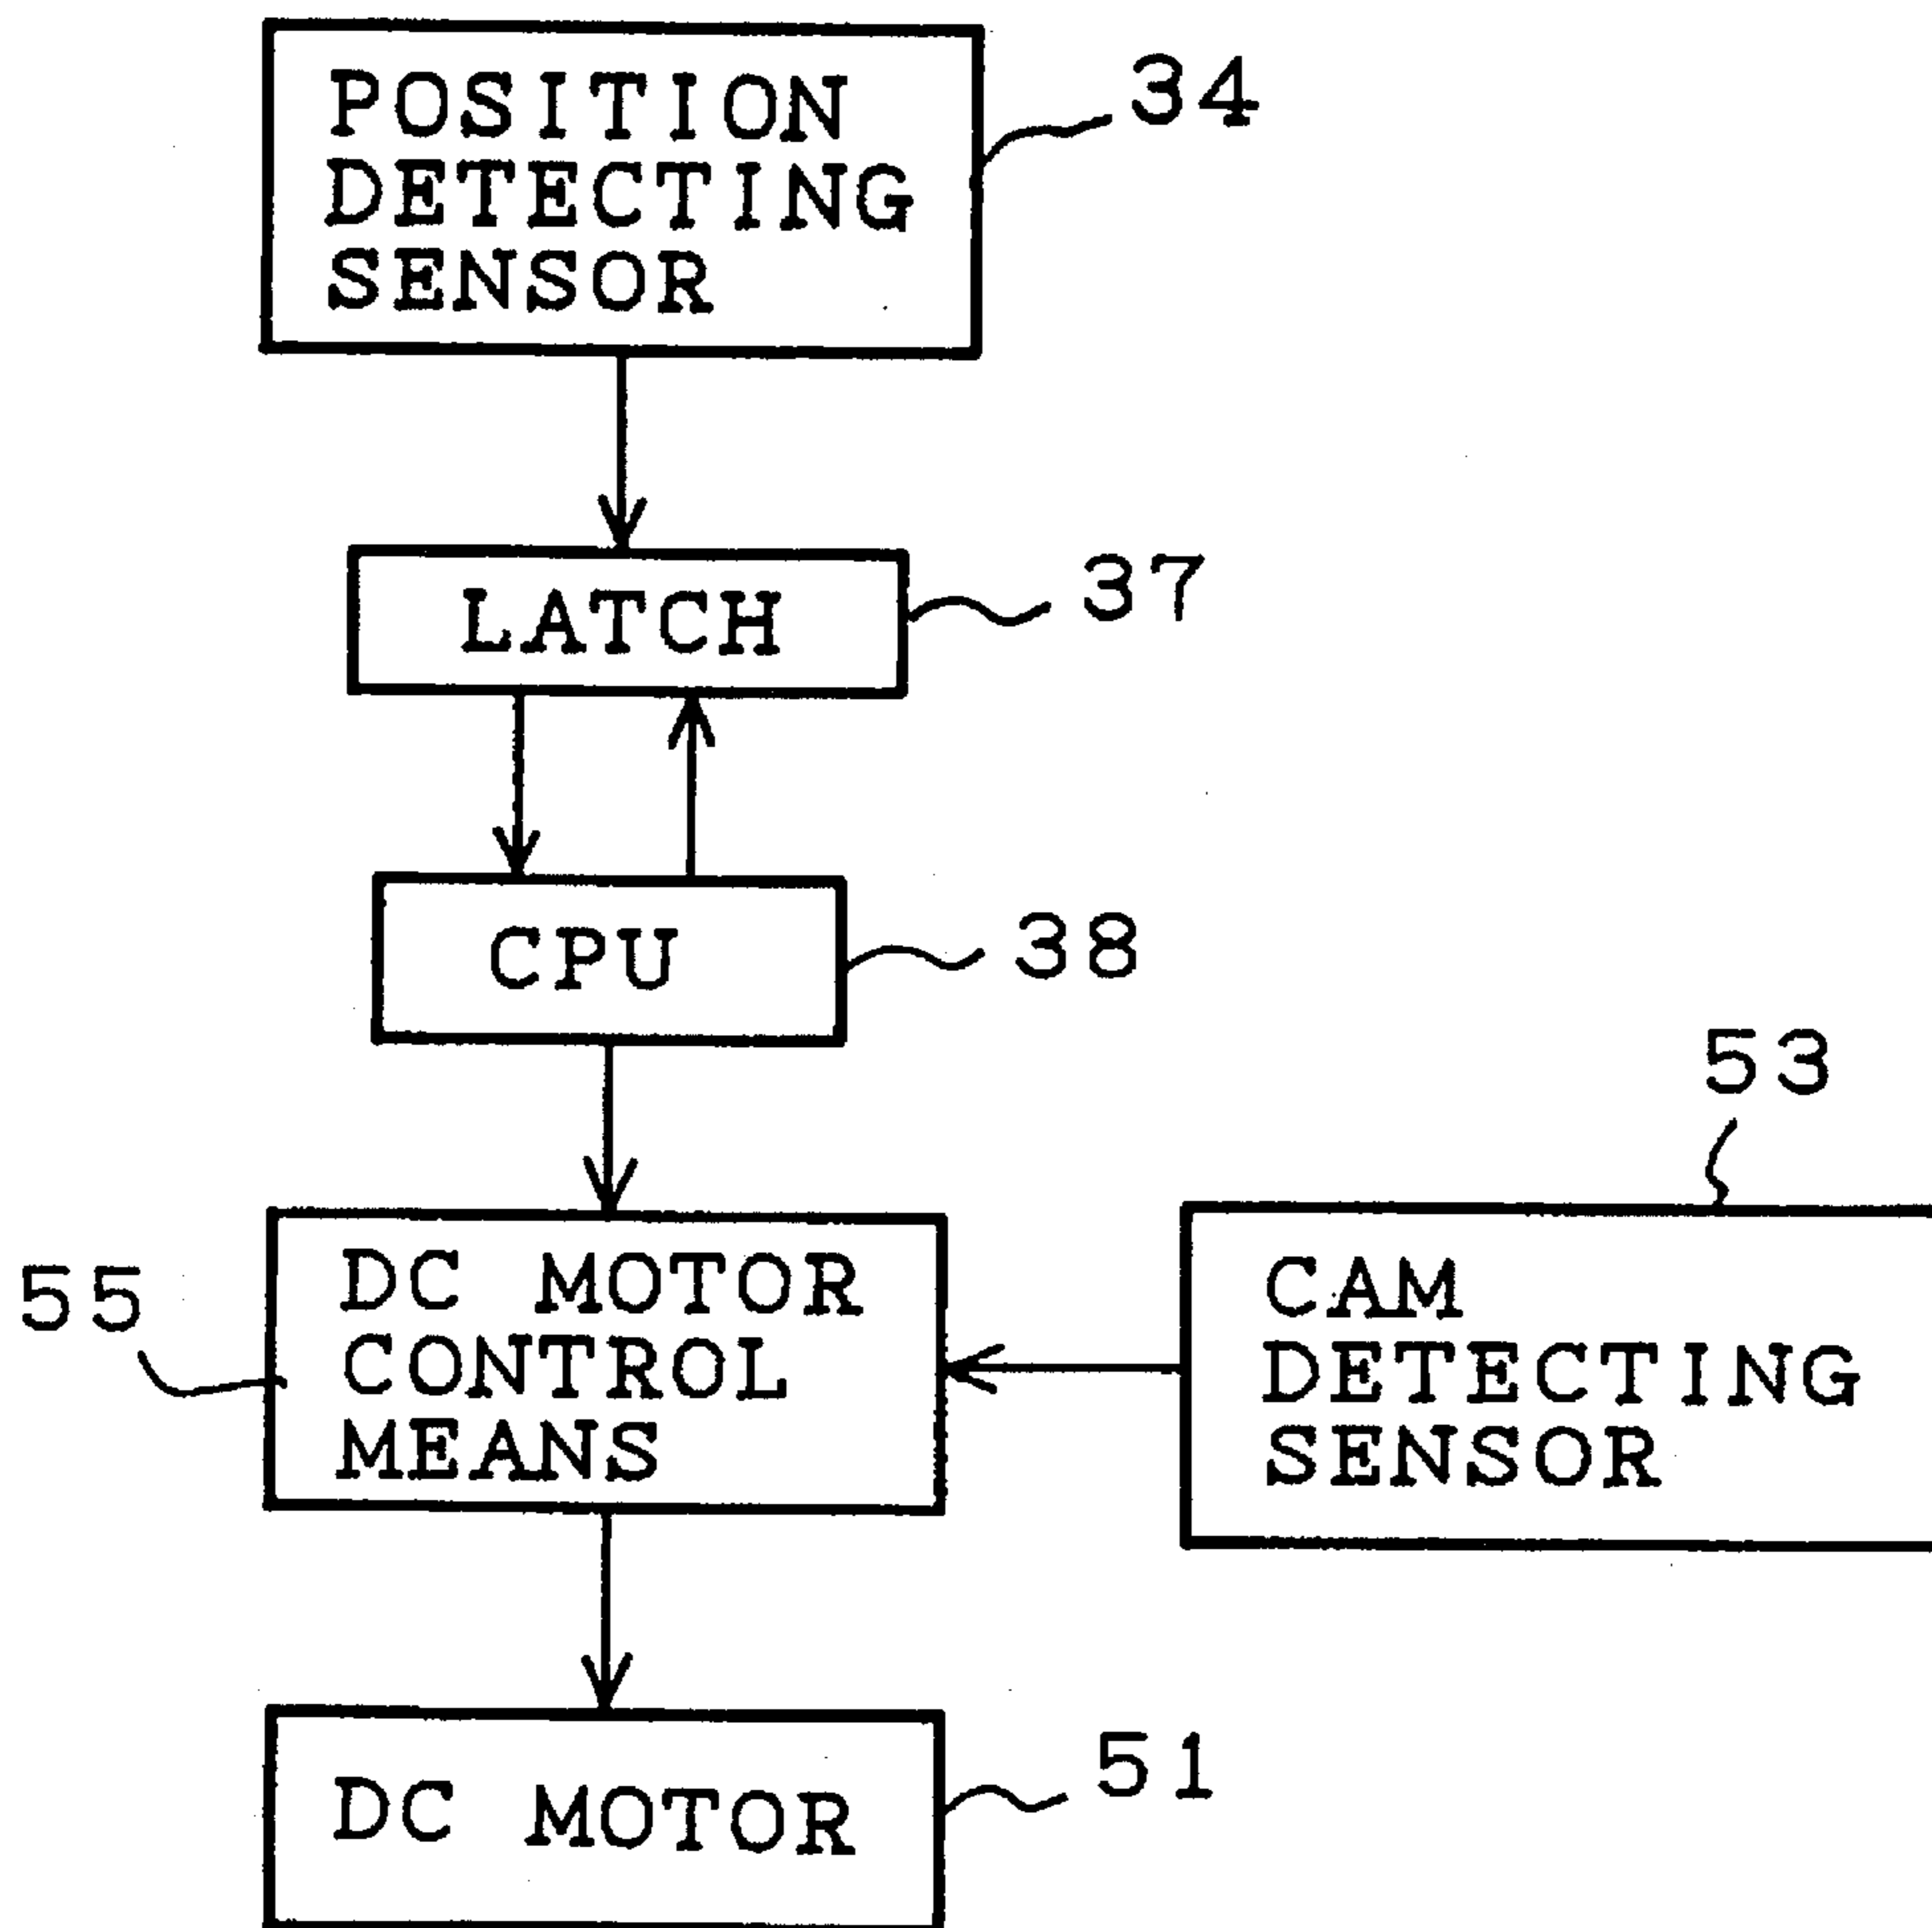 POSITION
DETECTING
SENSOR
34
LATCH
37
CPU
38
53
55
DC MOTOR
CONTROL
MEANS
CAM
DETECTING
SENSOR
DC MOTOR
51